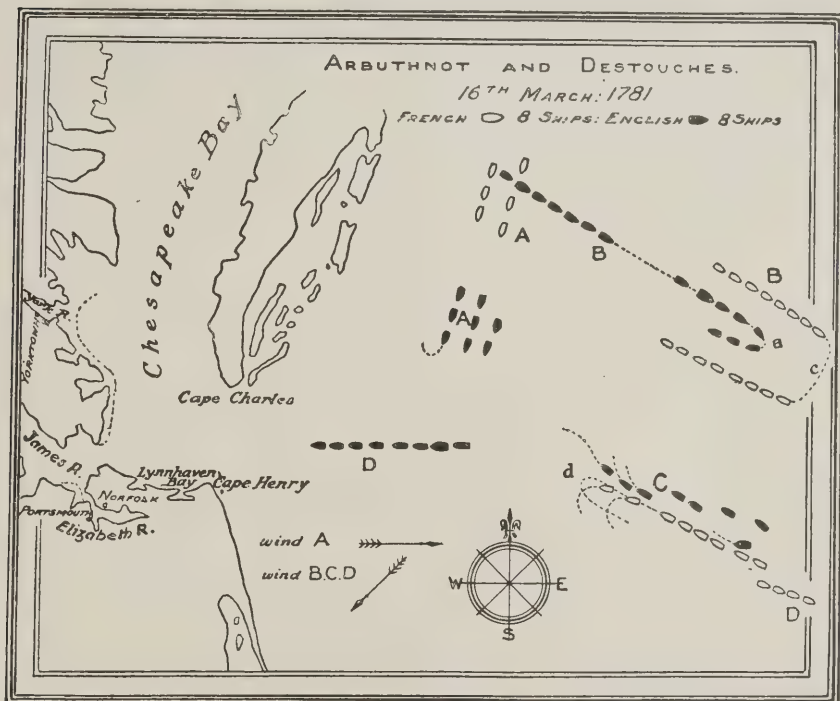 ARBUTHNOT AND DESTOUCHES.
16TH MARCH: 1781
FRENCH 8 SHIPS: ENGLISH 8 SHIPS
Chesapeake Bay
A
B
B
A
a
c
York R.
YORKTOWN
Cape Charles
James R.
Lynnhaven
Bay
Cape Henry
NORFOLK
PORTSMOUTH
Elizabeth R.
D
d
C
D
wind A
wind B.C.D
W
E
S